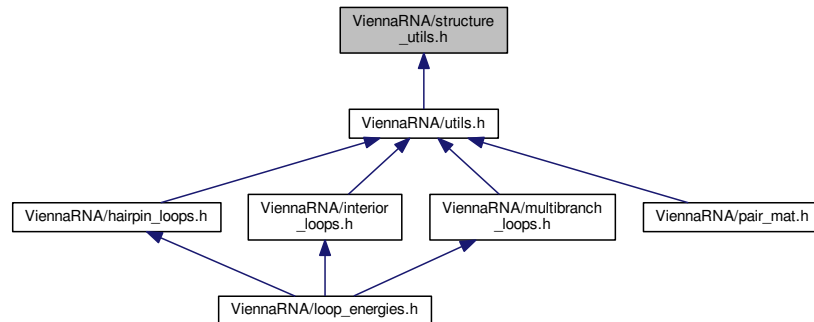 ViennaRNA/structure
_utils.h
ViennaRNA/utils.h
ViennaRNA/hairpin_loops.h
ViennaRNA/interior
_loops.h
ViennaRNA/multibranch
_loops.h
ViennaRNA/pair_mat.h
ViennaRNA/loop_energies.h